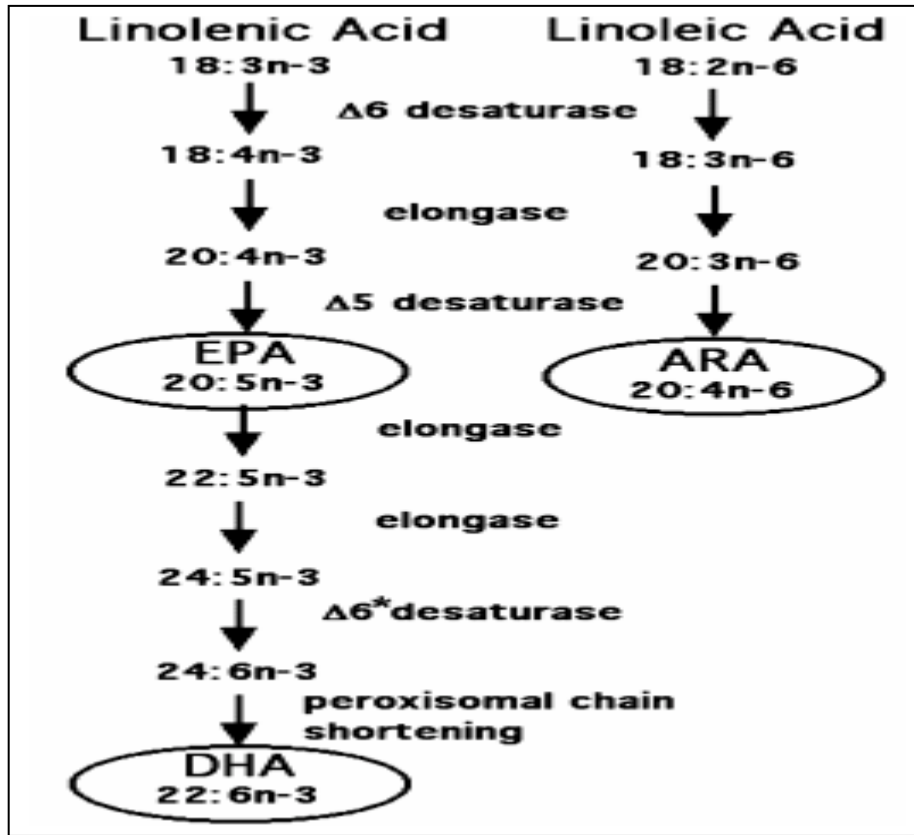 Linolenic Acid Linoleic Acid
18:3n-3 18:2n-6
Δ6 desaturase
18:4n-3 18:3n-6
elongase
20:4n-3 20:3n-6
Δ5 desaturase
EPA ARA
20:5n-3 20:4n-6
elongase
22:5n-3
elongase
24:5n-3
Δ6*desaturase
24:6n-3
peroxisomal chain
shortening
DHA
22:6n-3